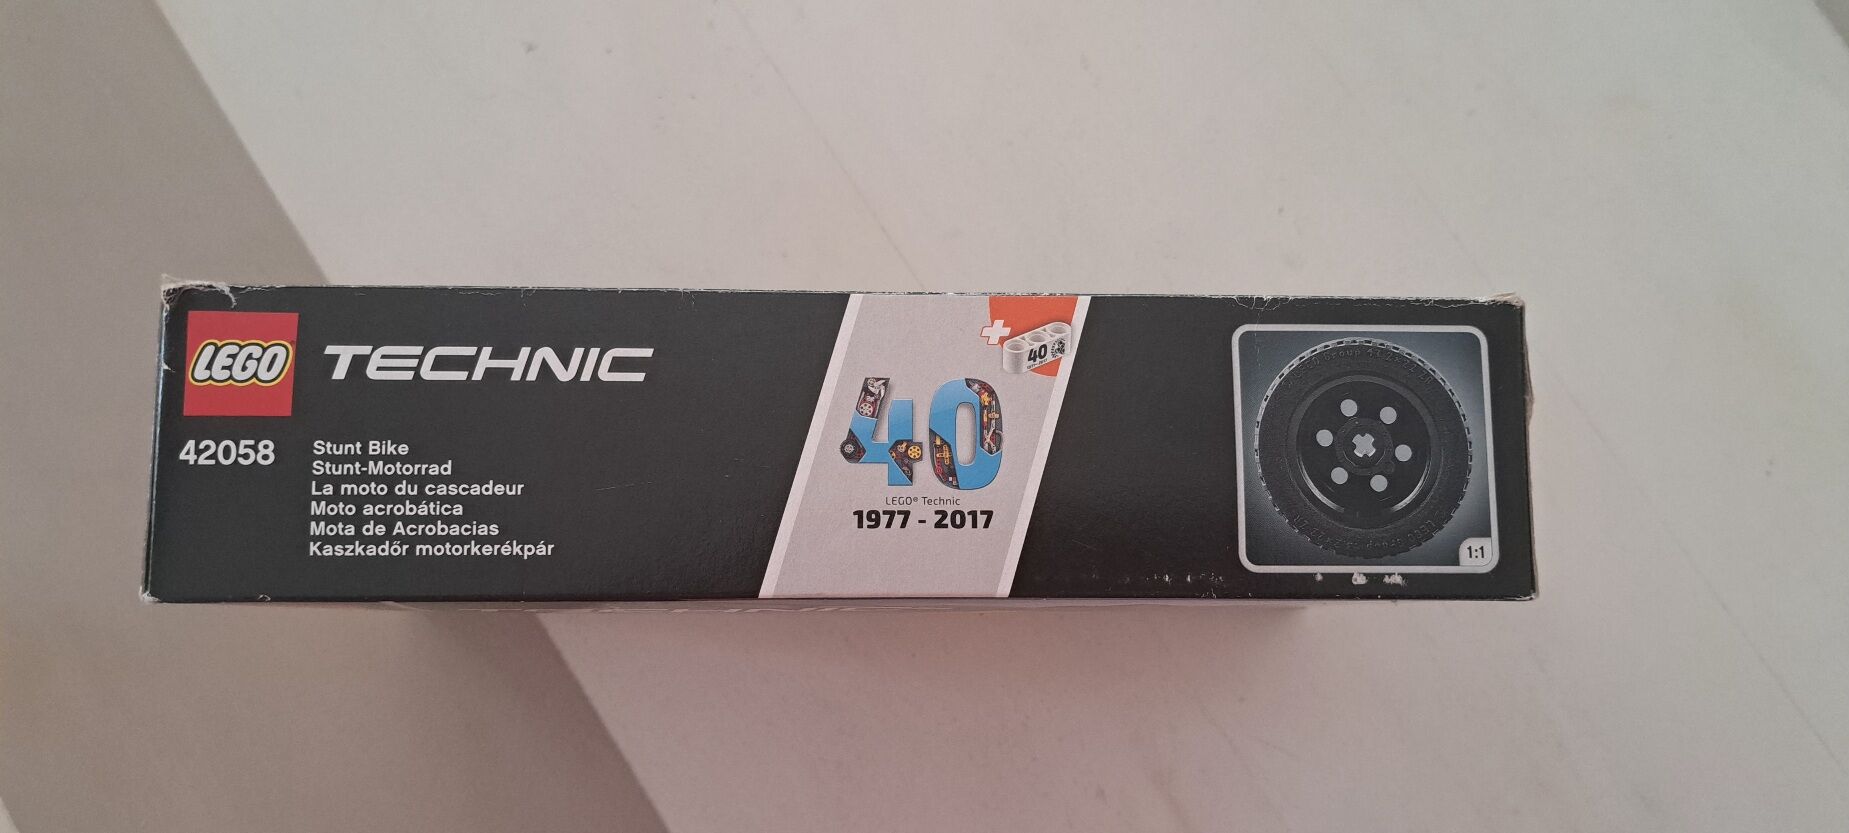 LEGO TECHNIC
42058
Stunt Bike
Stunt-Motorrad
La moto du cascadeur
Moto acrobática
Mota de Acrobacias
Kaszkadőr motorkerékpár
+
40
40
LEGO® Technic
1977 - 2017
1:1